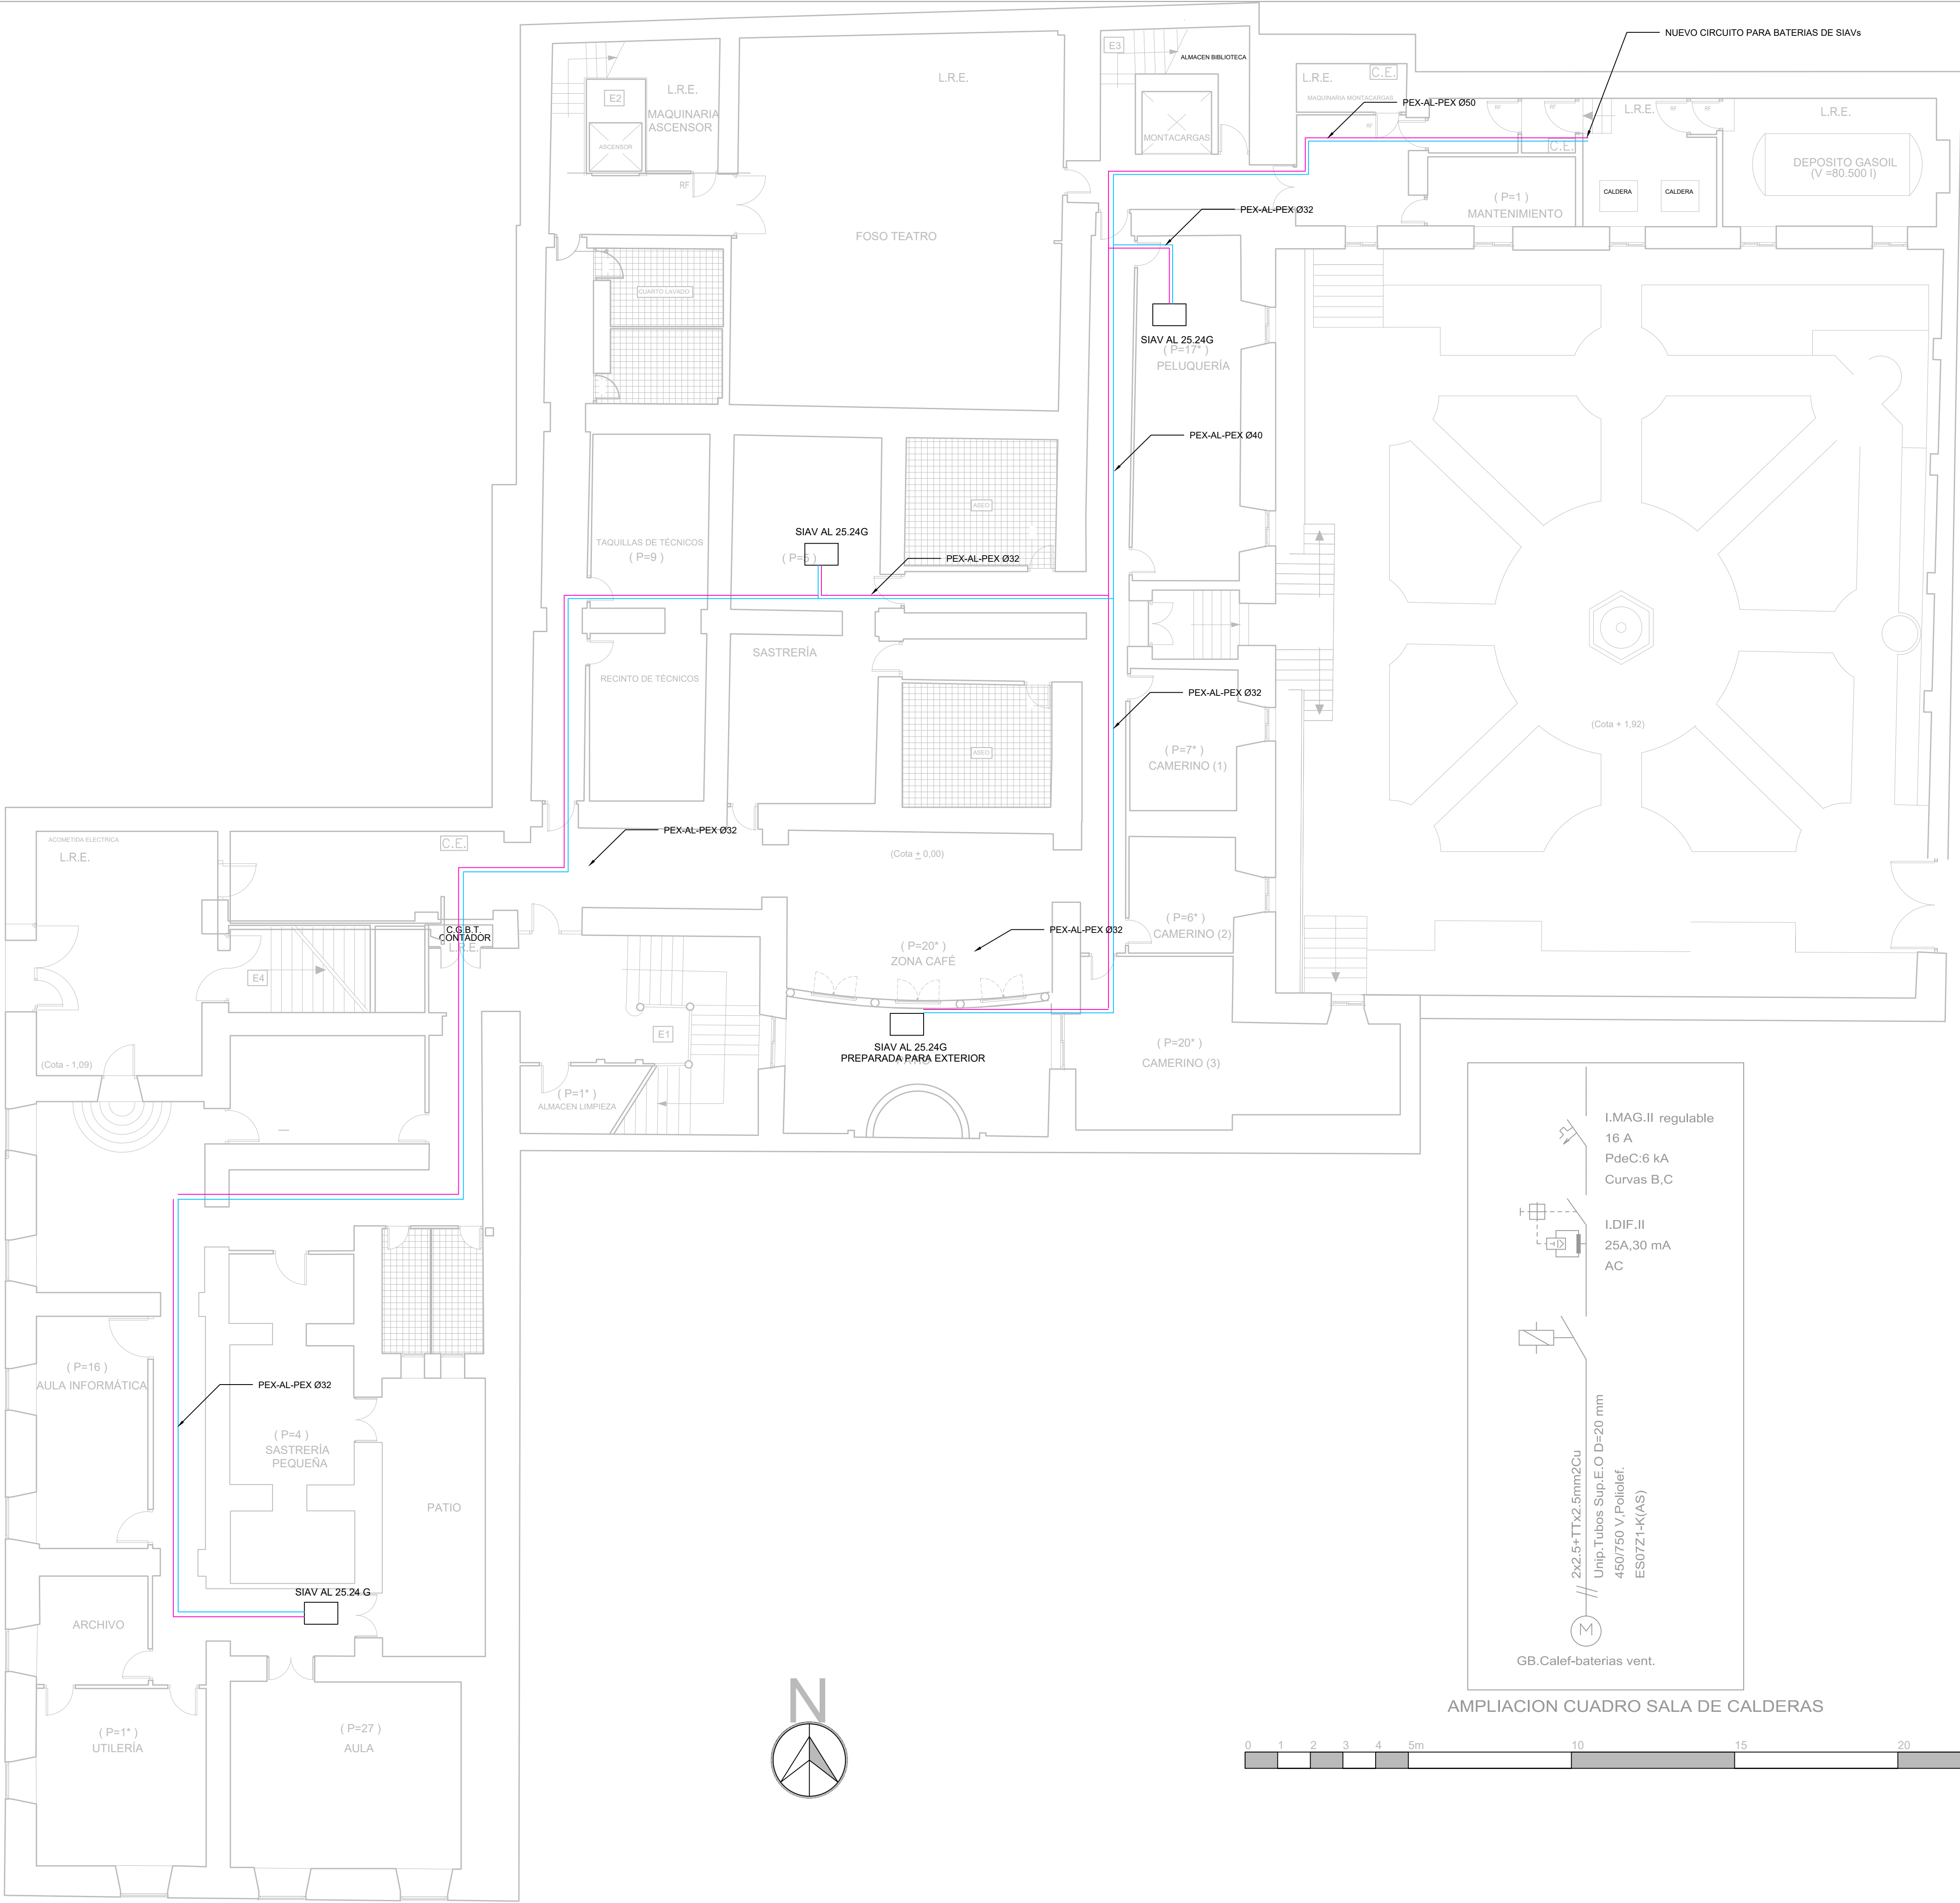 NUEVO CIRCUITO PARA BATERIAS DE SIAVs
E3
ALMACEN BIBLIOTECA
L.R.E.
L.R.E.
C.E.
L.R.E.
E2
MAQUINARIA MONTACARGAS
PEX-AL-PEX Ø50
RF
RF
RF
RF
L.R.E.
L.R.E.
MAQUINARIA
ASCENSOR
RF
MONTACARGAS
ASCENSOR
C.E.
DEPOSITO GASOIL
(V =80.500 l)
RF
CALDERA
CALDERA
( P=1 )
MANTENIMIENTO
PEX-AL-PEX Ø32
FOSO TEATRO
CUARTO LAVADO
SIAV AL 25.24G
( P=17* )
PELUQUERÍA
PEX-AL-PEX Ø40
ASEO
SIAV AL 25.24G
TAQUILLAS DE TÉCNICOS
( P=9 )
( P=5 )
PEX-AL-PEX Ø32
SASTRERÍA
RECINTO DE TÉCNICOS
PEX-AL-PEX Ø32
(Cota + 1,92)
ASEO
( P=7* )
CAMERINO (1)
PEX-AL-PEX Ø32
ACOMETIDA ELECTRICA
L.R.E.
C.E.
(Cota ± 0,00)
( P=6* )
CAMERINO (2)
C.G.B.T.
CONTADOR
L.R.E.
PEX-AL-PEX Ø32
( P=20* )
ZONA CAFÉ
E4
E1
SIAV AL 25.24G
PREPARADA PARA EXTERIOR
( P=20* )
CAMERINO (3)
(Cota - 1,09)
( P=1* )
ALMACEN LIMPIEZA
I.MAG.II regulable
16 A
PdeC:6 kA
Curvas B,C
I.DIF.II
25A,30 mA
AC
( P=16 )
AULA INFORMÁTICA
PEX-AL-PEX Ø32
( P=4 )
SASTRERÍA
PEQUEÑA
PATIO
2x2.5+TTx2.5mm2Cu
Unip.Tubos Sup.E.O D=20 mm
450/750 V,Poliolef.
ES07Z1-K(AS)
SIAV AL 25.24 G
ARCHIVO
M
GB.Calef-baterias vent.
N
AMPLIACION CUADRO SALA DE CALDERAS
( P=1* )
UTILERÍA
( P=27 )
AULA
0 1 2 3 4 5m 10 15 20